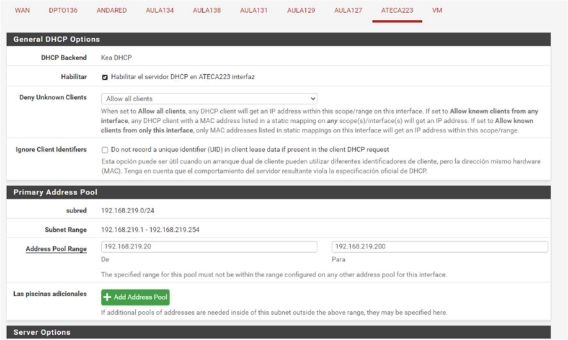 WAN DPTO136 ANDARED AULA134 AULA138 AULA131 AULA129 AULA127 ATECA223 VM
General DHCP Options
DHCP Backend Kea DHCP
Habilitar Habilitar el servidor DHCP en ATECA223 interfaz
Deny Unknown Clients Allow all clients
When set to Allow all clients, any DHCP client will get an IP address within this scope/range on this interface. If set to Allow known clients from any
interface, any DHCP client with a MAC address listed in a static mapping on any scope(s)/interface(s) will get an IP address. If set to Allow known
clients from only this interface, only MAC addresses listed in static mappings on this interface will get an IP address within this scope/range.
Ignore Client Identifiers Do not record a unique identifier (UID) in client lease data if present in the client DHCP request
Esta opción puede ser útil cuando un arranque dual de cliente pueden utilizar diferentes identificadores de cliente, pero la dirección mismo hardware
(MAC). Tenga en cuenta que el comportamiento del servidor resultante viola la especificación oficial de DHCP.
Primary Address Pool
subred 192.168.219.0/24
Subnet Range 192.168.219.1 - 192.168.219.254
Address Pool Range 192.168.219.20 192.168.219.200
De Para
The specified range for this pool must not be within the range configured on any other address pool for this interface.
Las piscinas adicionales + Add Address Pool
If additional pools of addresses are needed inside of this subnet outside the above range, they may be specified here.
Server Options